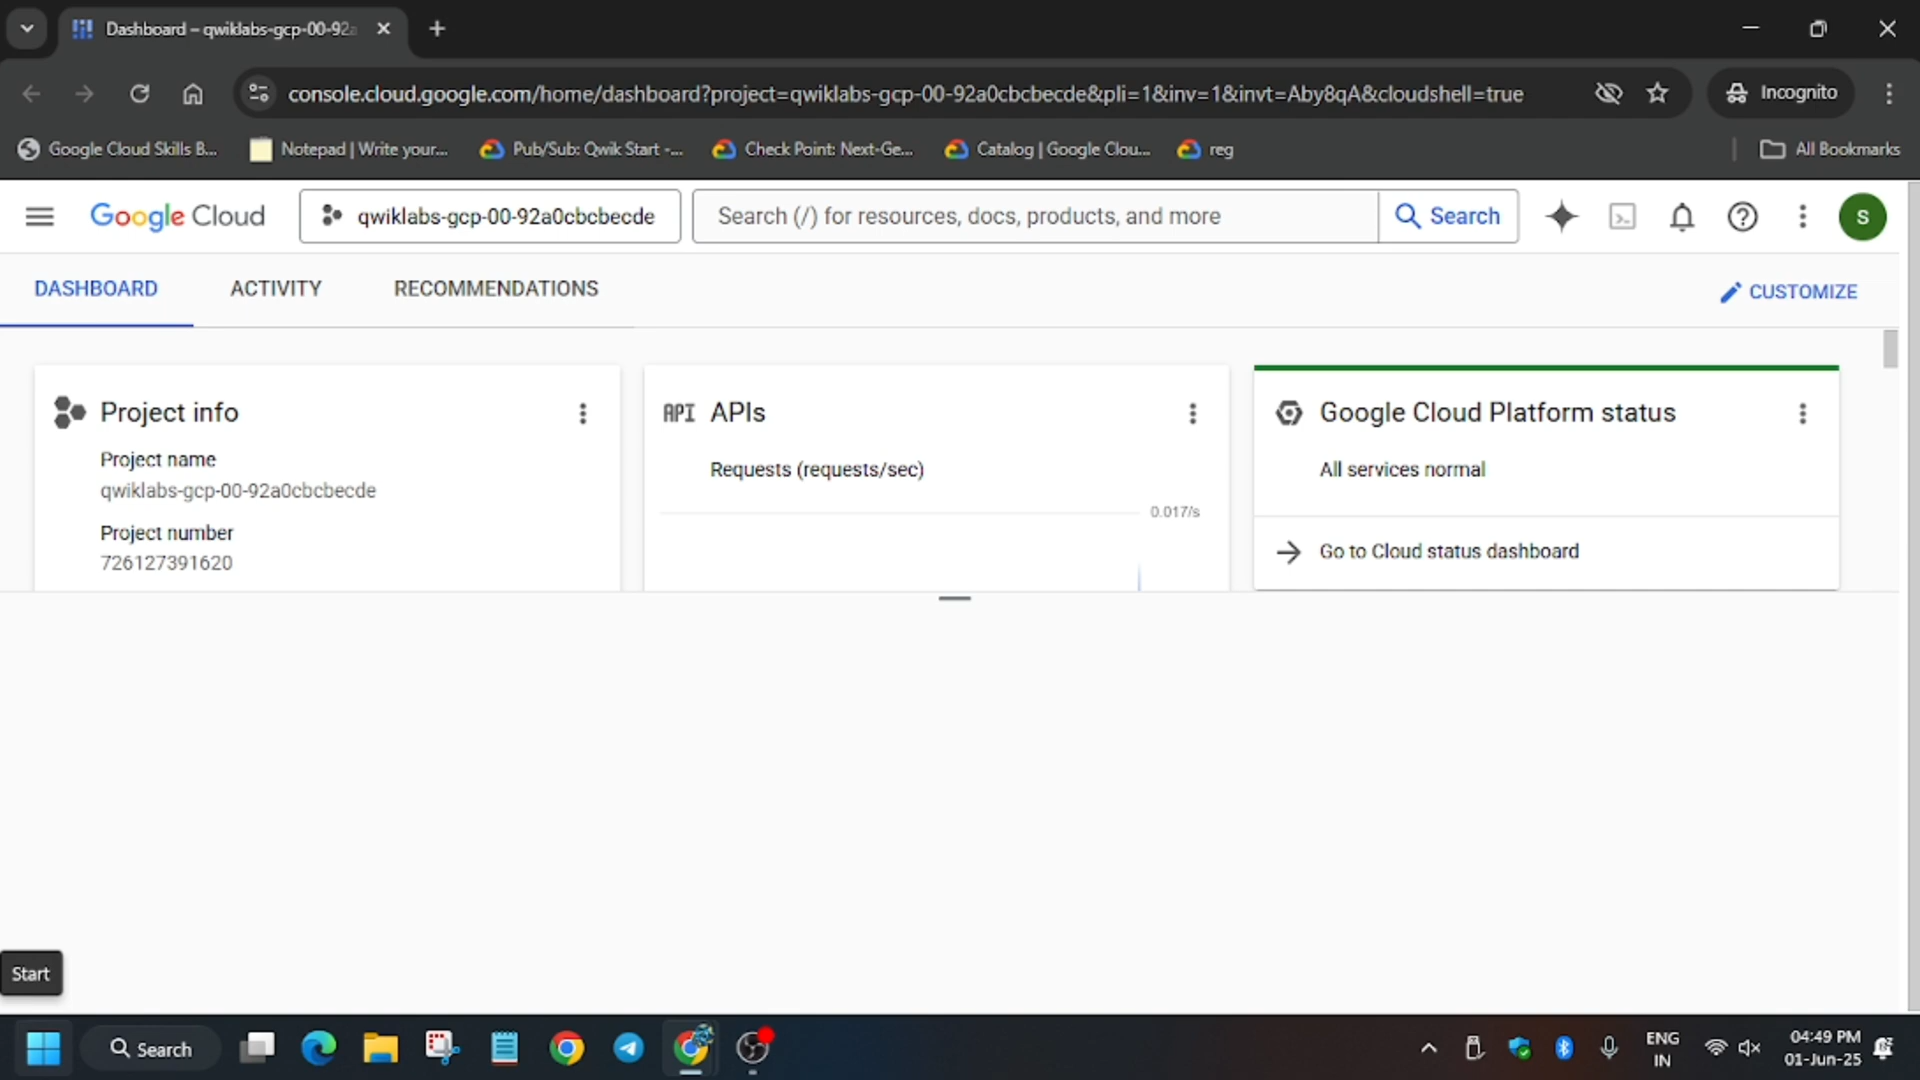 Dashboard – qwiklabs-gcp-00-92a
console.cloud.google.com/home/dashboard?project=qwiklabs-gcp-00-92a0cbcbecde&pli=1&inv=1&invt=Aby8qA&cloudshell=true
Incognito
Google Cloud Skills B...
Notepad | Write your...
Pub/Sub: Qwik Start -...
Check Point: Next-Ge...
Catalog | Google Clou...
reg
All Bookmarks
Google Cloud
qwiklabs-gcp-00-92a0cbcbecde
Search (/) for resources, docs, products, and more
Search
S
DASHBOARD
ACTIVITY
RECOMMENDATIONS
CUSTOMIZE
Project info
Project name
qwiklabs-gcp-00-92a0cbcbecde
Project number
726127391620
API APIs
Requests (requests/sec)
0.017/s
Google Cloud Platform status
All services normal
Go to Cloud status dashboard
Start
Search
ENG
IN
04:49 PM
01-Jun-25